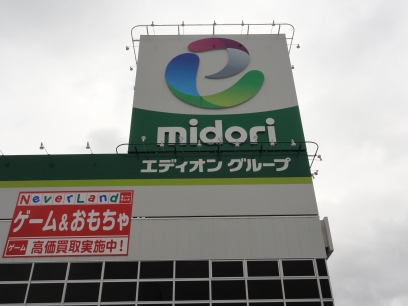 midori
エディオン グループ
NeverLand
ゲーム&おもちゃ
ゲーム 高価買取実施中!